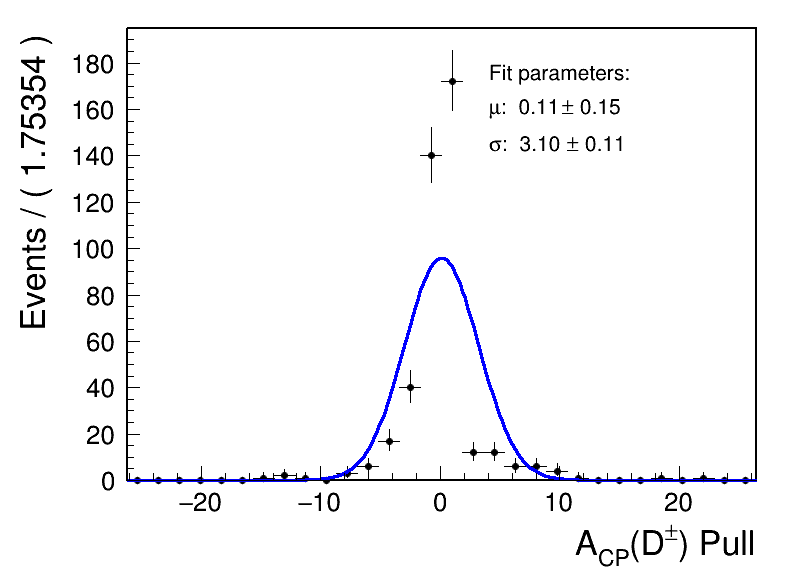 Fit parameters:
μ: 0.11 ± 0.15
σ: 3.10 ± 0.11
Events / ( 1.75354 )
180
160
140
120
100
80
60
40
20
0
−20 −10 0 10 20
A_CP(D^±) Pull